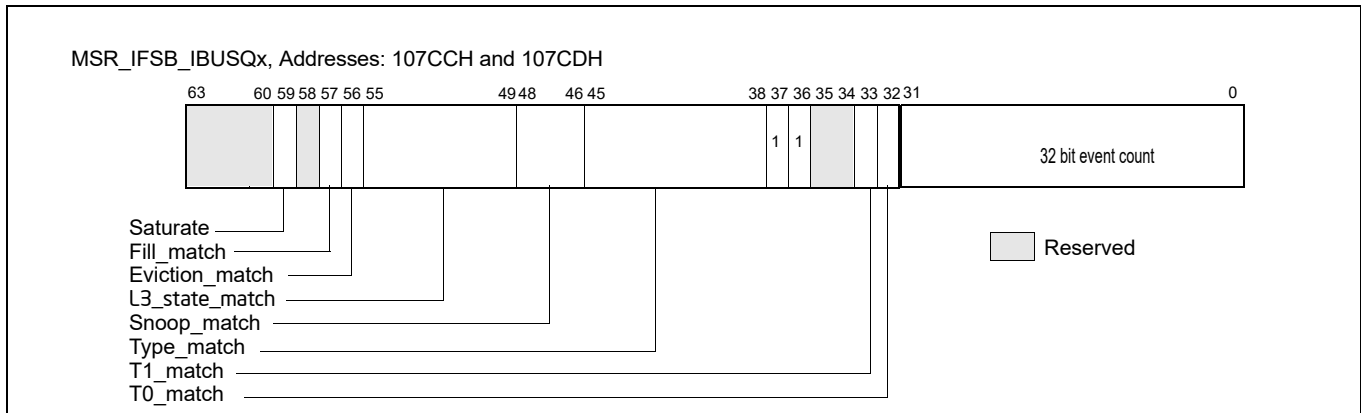 MSR_IFSB_IBUSQx, Addresses: 107CCH and 107CDH
63 60 59 58 57 56 55 49 48 46 45 38 37 36 35 34 33 32 31 0
1 1 32 bit event count
Saturate
Fill_match
Reserved
Eviction_match
L3_state_match
Snoop_match
Type_match
T1_match
T0_match